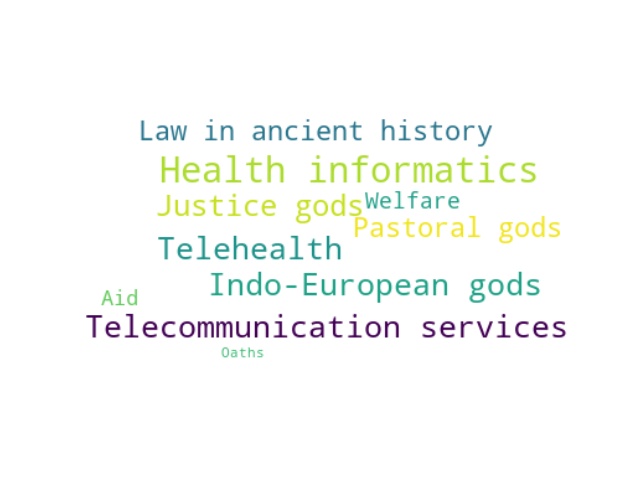 Law in ancient history
Health informatics
Justice gods
Welfare
Pastoral gods
Telehealth
Indo-European gods
Aid
Telecommunication services
Oaths